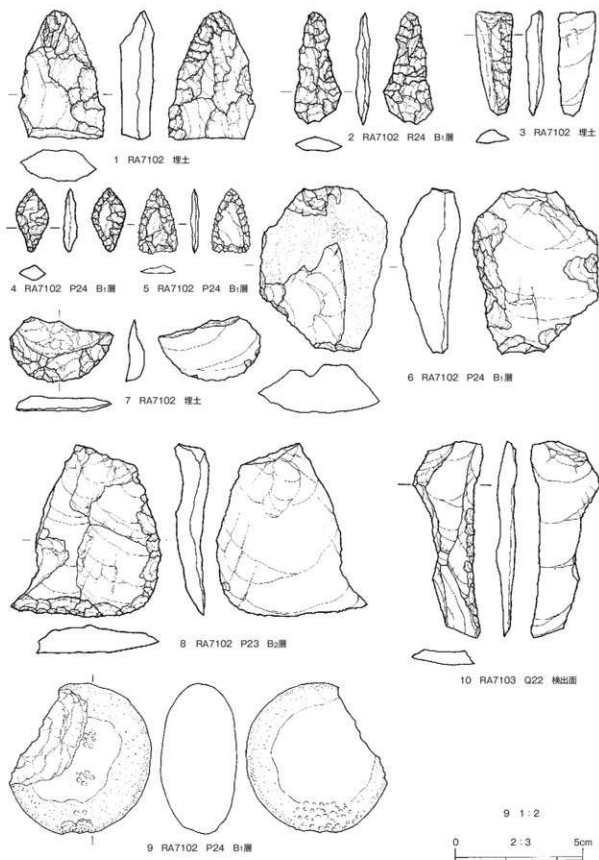 1 RA7102 埋土
2 RA7102 R24 B1層
3 RA7102 埋土
4 RA7102 P24 B1層
5 RA7102 P24 B1層
6 RA7102 P24 B1層
7 RA7102 埋土
8 RA7102 P23 B2層
10 RA7103 Q22 検出面
9 RA7102 P24 B1層
9 1:2
0 2:3 5cm